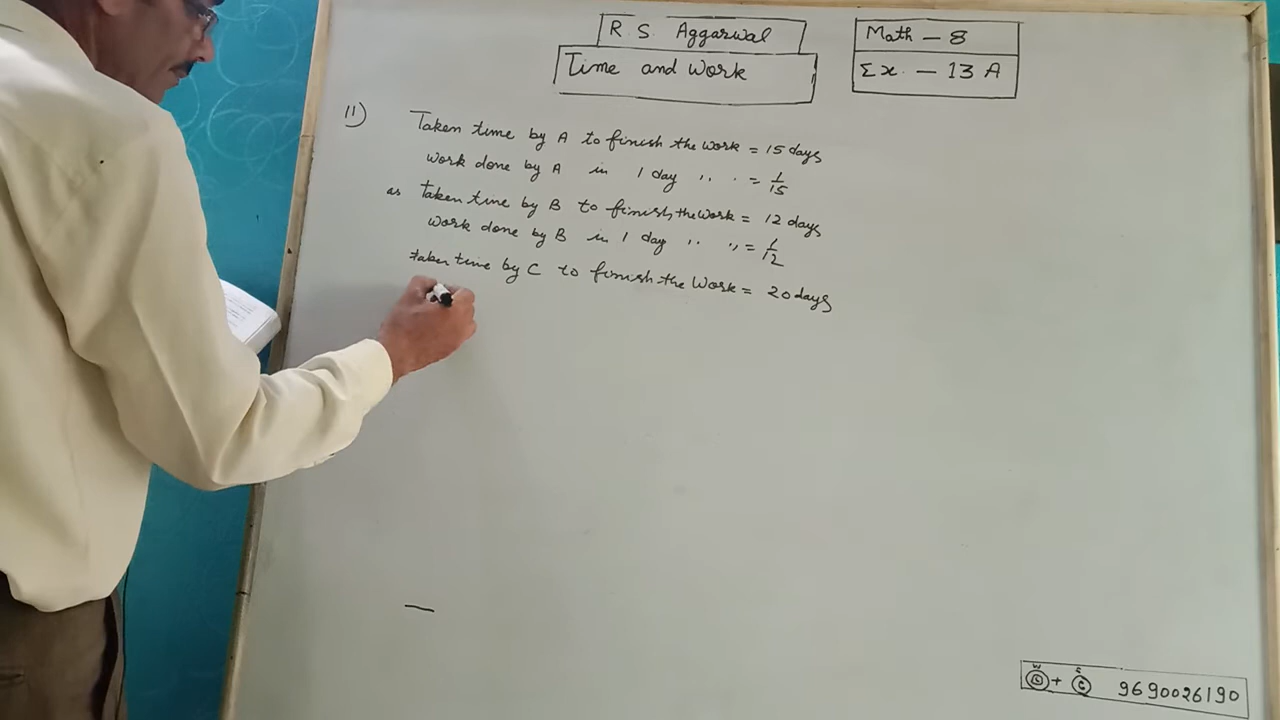 R S. Aggarwal
Time and Work
Math - 8
Ex. - 13 A
11)
Taken time by A to finish the work = 15 days
Work done by A in 1 day ,, . = 1/15
as Taken time by B to finish the work = 12 days
Work done by B in 1 day ,, ,, = 1/12
taken time by C to finish the Work = 20 days
9690026190